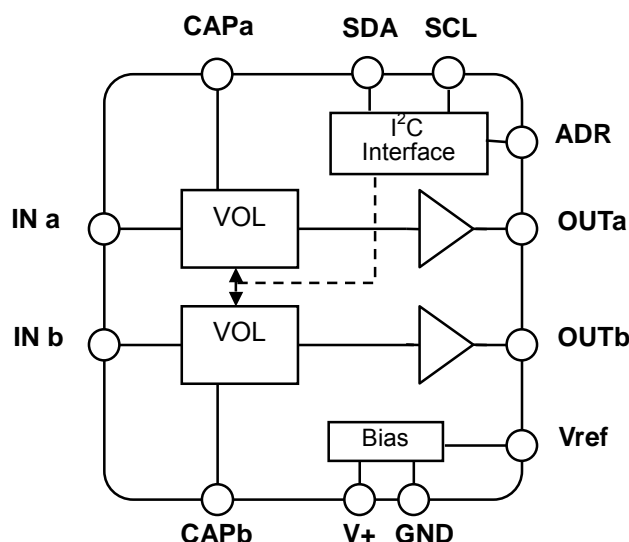 CAPa
SDA
SCL
I²C
Interface
ADR
IN a
VOL
OUTa
IN b
VOL
OUTb
Bias
Vref
CAPb
V+
GND